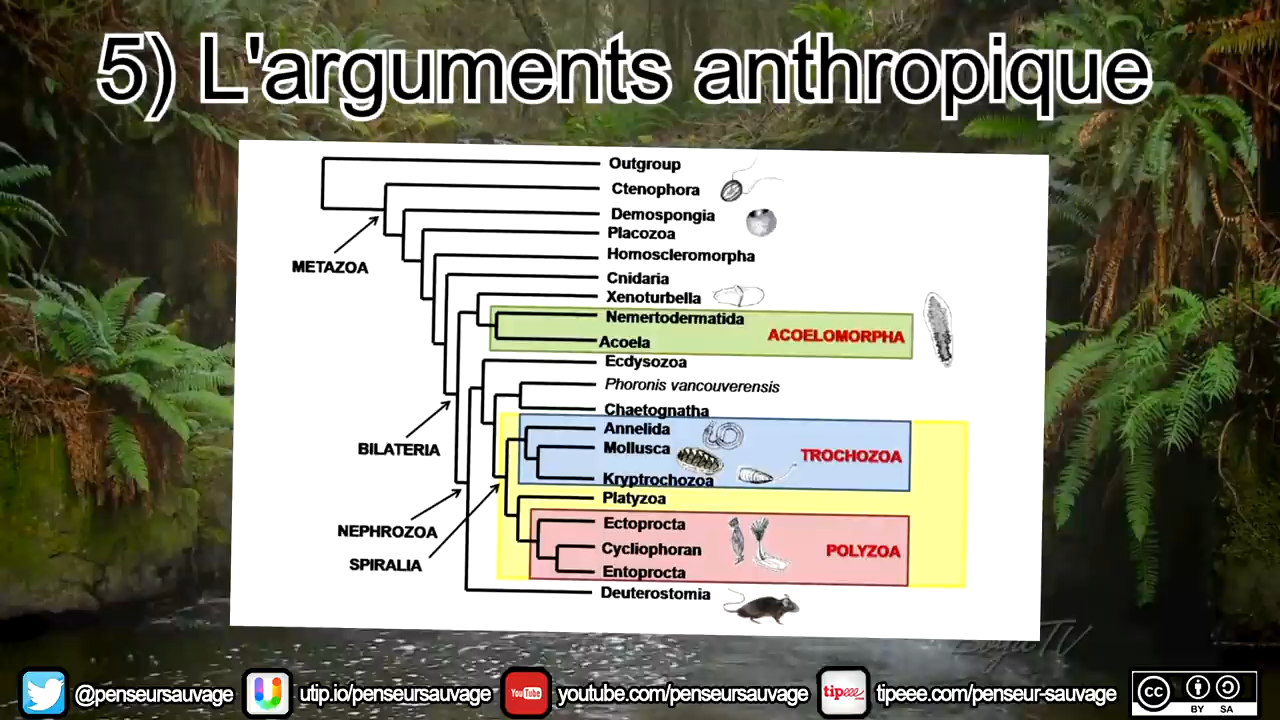 5) L'arguments anthropique
Outgroup
Ctenophora
Demospongia
Placozoa
METAZOA
Homoscleromorpha
Cnidaria
Xenoturbella
Nemertodermatida
ACOELOMORPHA
Acoela
Ecdysozoa
Phoronis vancouverensis
Chaetognatha
Annelida
BILATERIA
Mollusca
TROCHOZOA
Kryptrochozoa
Platyzoa
NEPHROZOA
Ectoprocta
Cycliophoran
POLYZOA
SPIRALIA
Entoprocta
Deuterostomia
@penseursauvage
utip.io/penseursauvage
YouTube
youtube.com/penseursauvage
tipeee
tipeee.com/penseur-sauvage
cc
BY SA